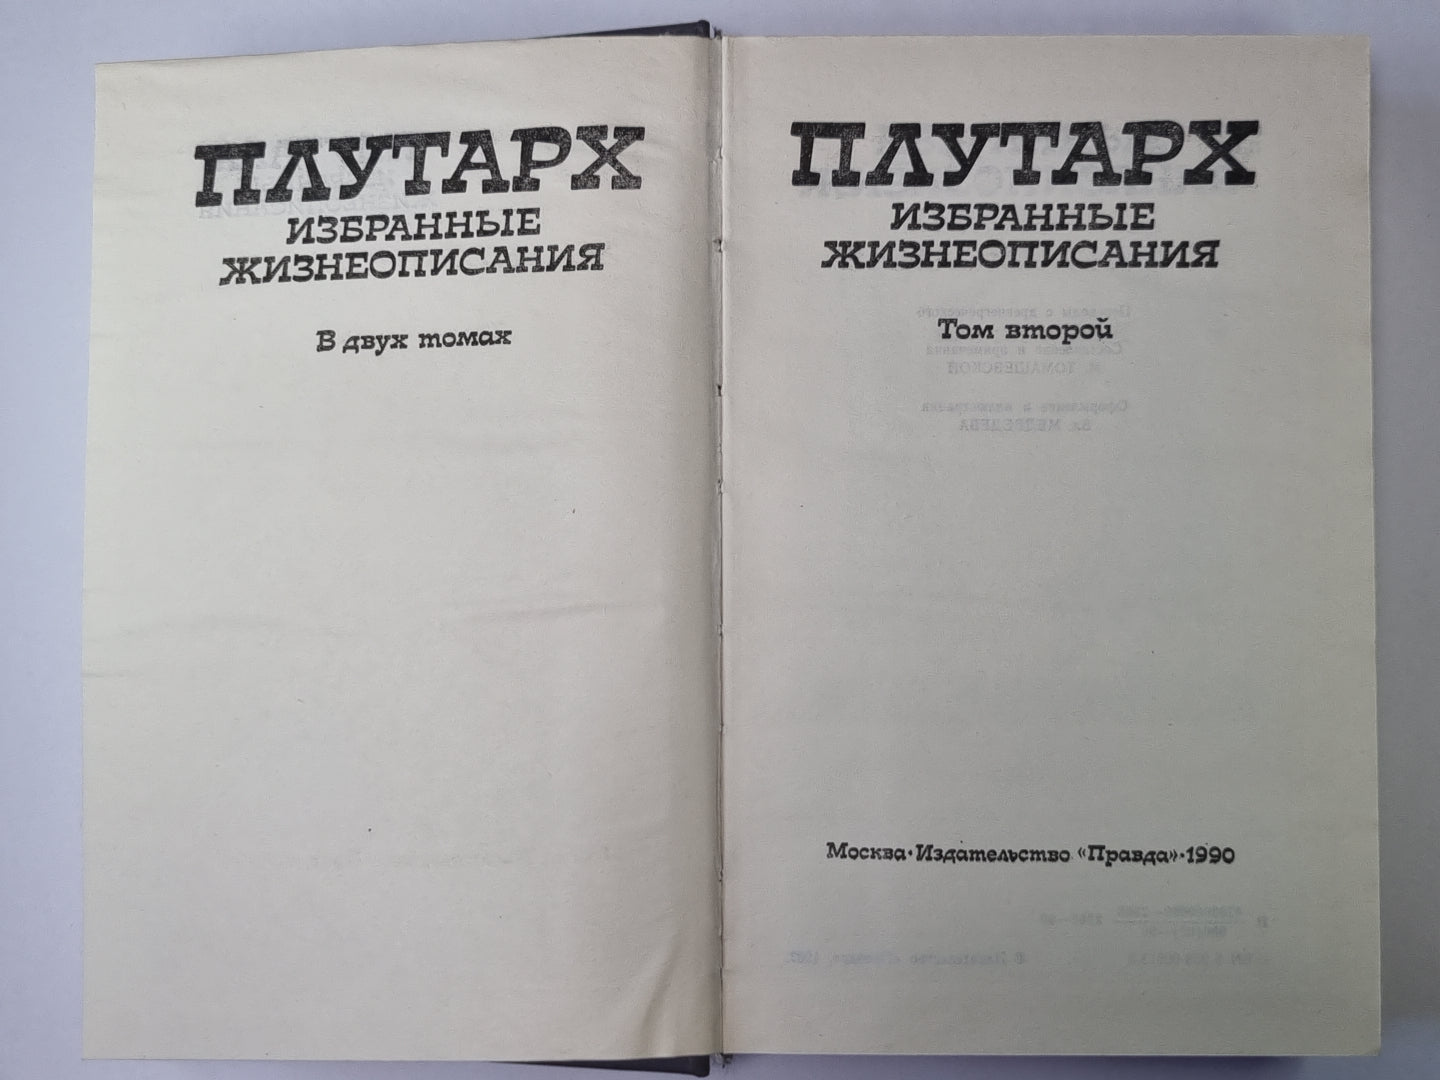 ПЛУТАРХ
ИЗБРАННЫЕ
ЖИЗНЕОПИСАНИЯ
В двух томах
ПЛУТАРХ
ИЗБРАННЫЕ
ЖИЗНЕОПИСАНИЯ
Том второй
Москва·Издательство «Правда»·1990